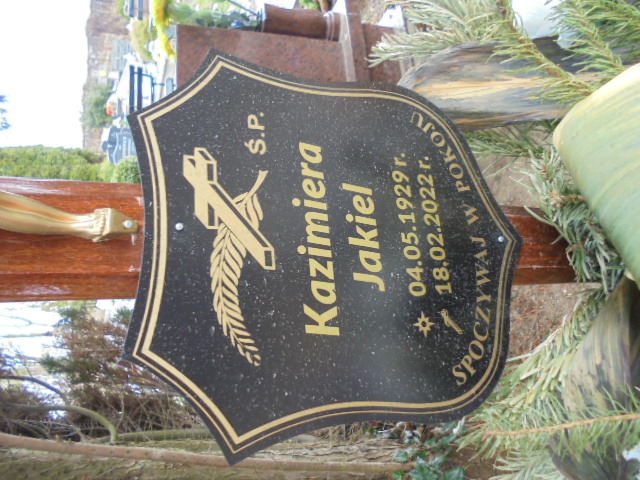 Ś.P.
Kazimiera
Jakiel
04.05.1929 r.
18.02.2022 r.
SPOCZYWAJ W POKOJU